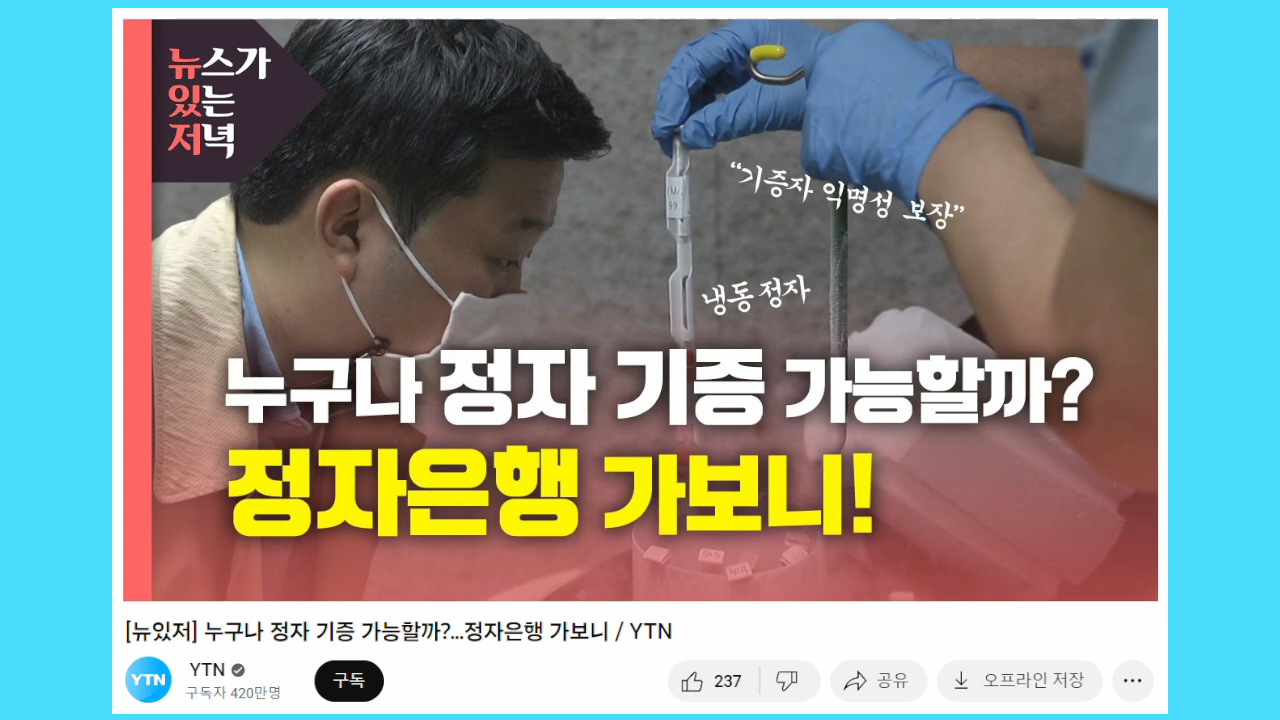 뉴스가
있는
저녁
"기증자 익명성 보장"
냉동 정자
누구나 정자 기증 가능할까?
정자은행 가보니!
[뉴있저] 누구나 정자 기증 가능할까?...정자은행 가보니 / YTN
YTN
YTN
구독자 420만명
구독
237
공유
오프라인 저장